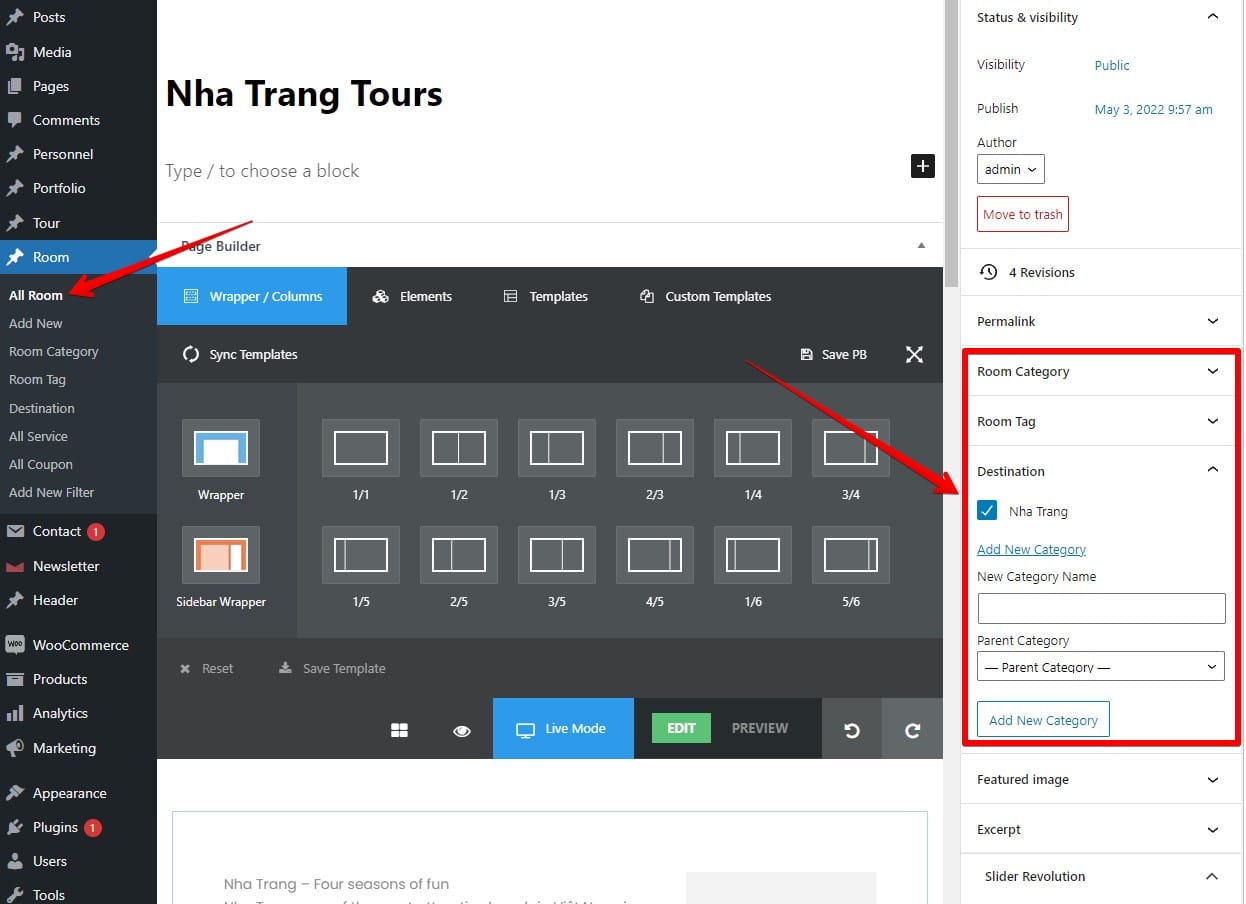 Posts
Media
Pages
Comments
Personnel
Portfolio
Tour
Room
All Room
Add New
Room Category
Room Tag
Destination
All Service
All Coupon
Add New Filter
Contact 1
Newsletter
Header
WooCommerce
Products
Analytics
Marketing
Appearance
Plugins 1
Users
Tools
Nha Trang Tours
Type / to choose a block
Page Builder
Wrapper / Columns Elements Templates Custom Templates
Sync Templates Save PB
Wrapper 1/1 1/2 1/3 2/3 1/4 3/4
Sidebar Wrapper 1/5 2/5 3/5 4/5 1/6 5/6
Reset Save Template
Live Mode EDIT PREVIEW
Nha Trang – Four seasons of fun
Status & visibility
Visibility Public
Publish May 3, 2022 9:57 am
Author
admin
Move to trash
4 Revisions
Permalink
Room Category
Room Tag
Destination
Nha Trang
Add New Category
New Category Name
Parent Category
— Parent Category —
Add New Category
Featured image
Excerpt
Slider Revolution